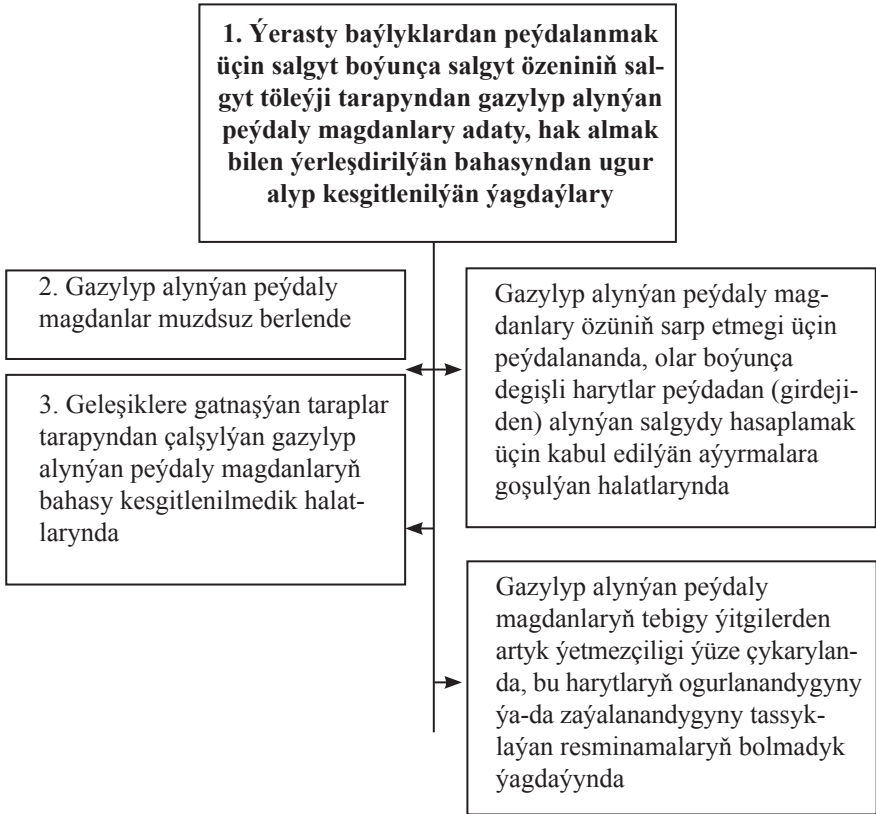 1. Ýerasty baýlyklardan peýdalanmak
üçin salgyt boýunça salgyt özeniniň sal-
gyt töleýji tarapyndan gazylyp alynýan
peýdaly magdanlary adaty, hak almak
bilen ýerleşdirilýän bahasyndan ugur
alyp kesgitlenilýän ýagdaýlary
2. Gazylyp alynýan peýdaly
magdanlar muzdsuz berlende
Gazylyp alynýan peýdaly mag-
danlary özüniň sarp etmegi üçin
peýdalananda, olar boýunça
degişli harytlar peýdadan (girdeji-
den) alynýan salgydy hasaplamak
üçin kabul edilýän aýyrmalara
goşulýan halatlarynda
3. Geleşiklere gatnaşýan taraplar
tarapyndan çalşylýan gazylyp
alynýan peýdaly magdanlaryň
bahasy kesgitlenilmedik halat-
larynda
Gazylyp alynýan peýdaly
magdanlaryň tebigy ýitgilerden
artyk ýetmezçiligi ýüze çykarylan-
da, bu harytlaryň ogurlanandygyny
ýa-da zaýalanandygyny tassyk-
laýan resminamalaryň bolmadyk
ýagdaýynda